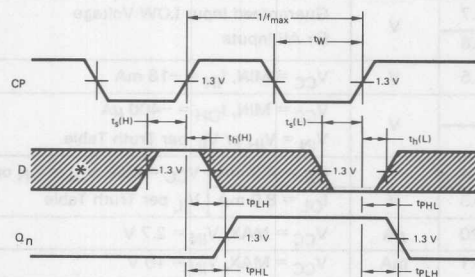 1/fmax
tW
CP
1.3 V
1.3 V
ts(H)
th(H)
ts(L)
th(L)
D
*
1.3 V
1.3 V
tPLH
tPHL
Qn
1.3 V
1.3 V
tPHL
tPLH